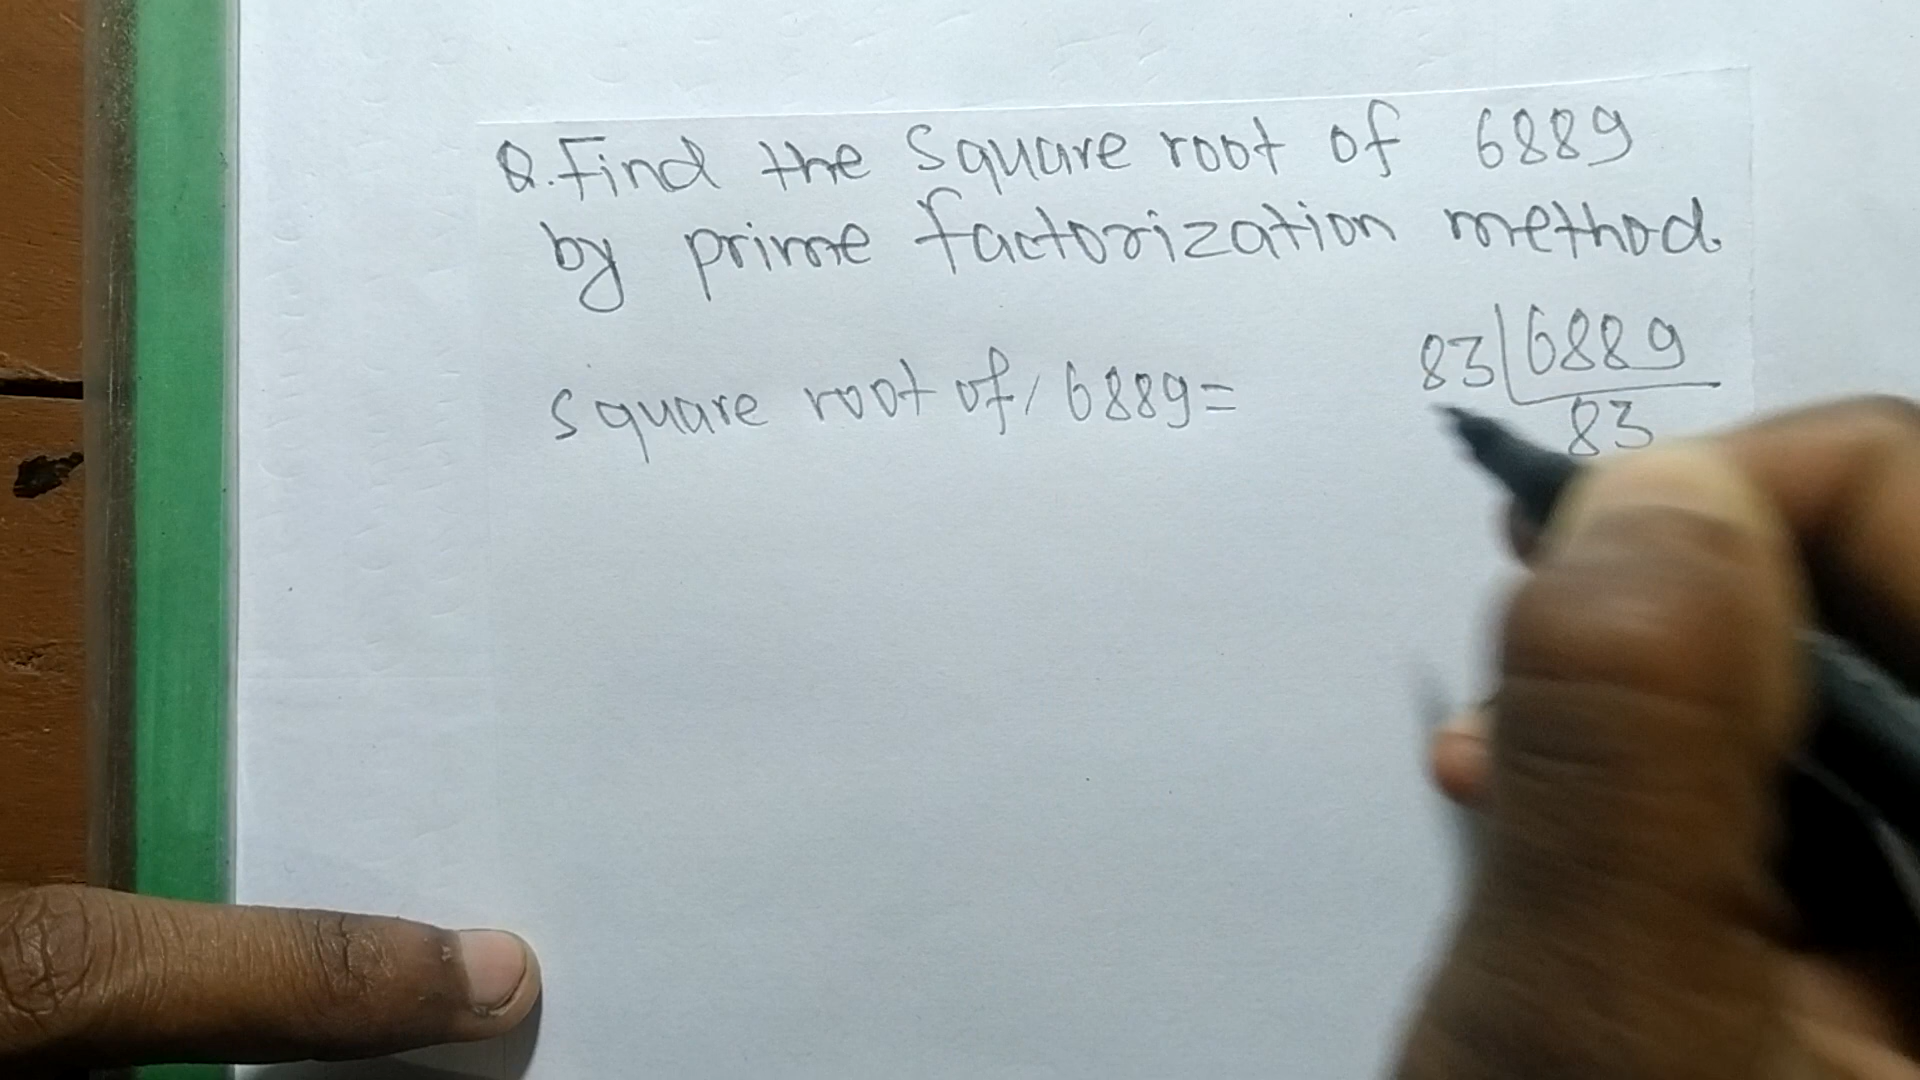 Q. Find the square root of 6889
by prime factorization method.
83 | 6889
83
square root of 6889 =